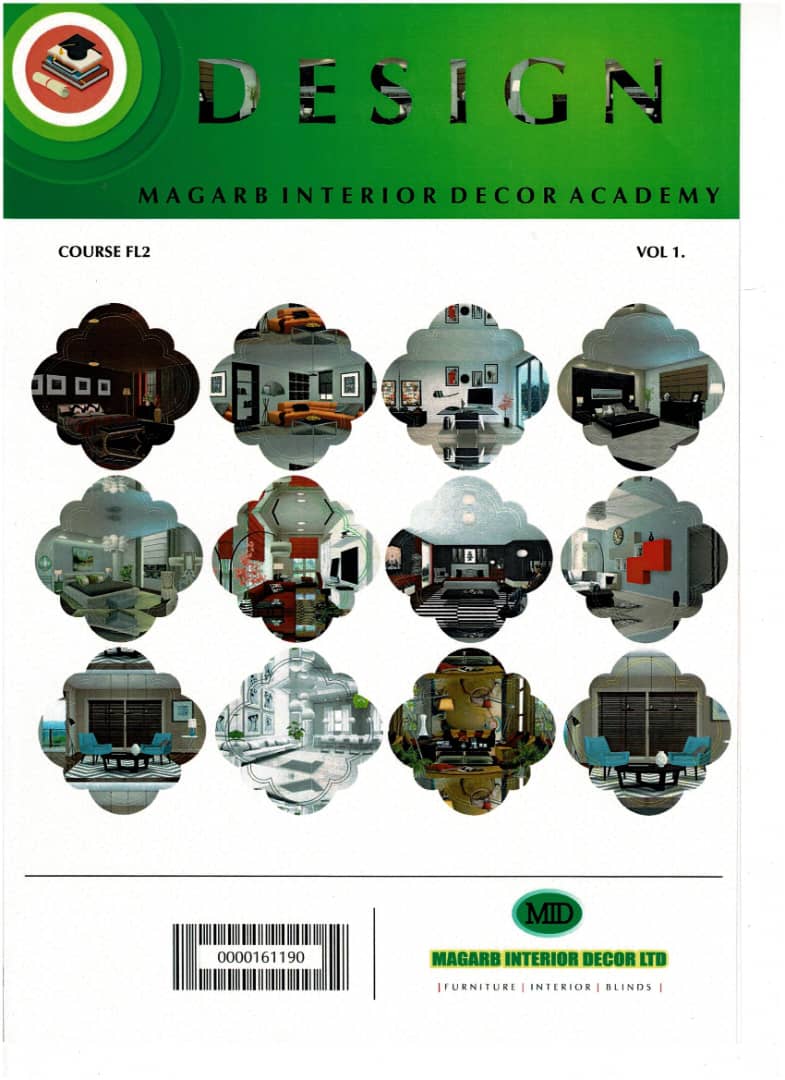 DESIGN
MAGARB INTERIOR DECOR ACADEMY
COURSE FL2
VOL 1.
0000161190
MID
MAGARB INTERIOR DECOR LTD
|FURNITURE | INTERIOR | BLINDS |